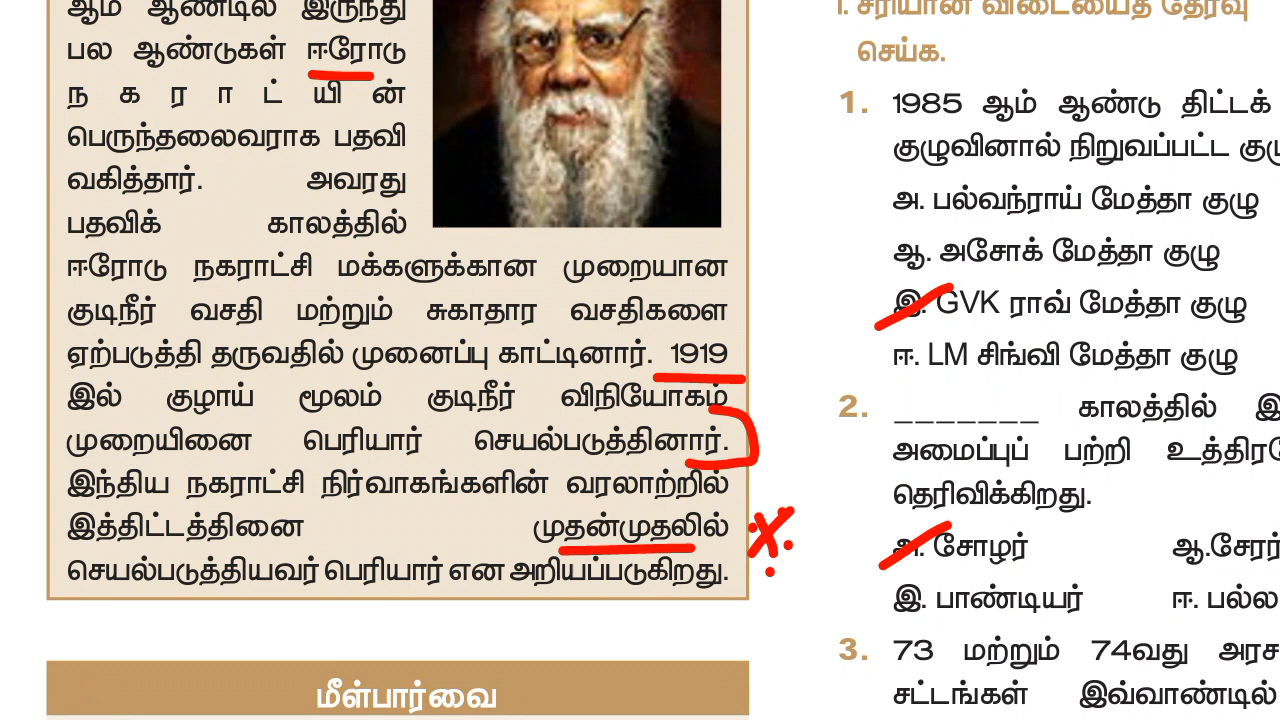 ஆம் ஆண்டில் இருந்து
பல ஆண்டுகள் ஈரோடு
ந க ர ா ட் யி ன்
பெருந்தலைவராக பதவி
வகித்தார். அவரது
பதவிக் காலத்தில்
ஈரோடு நகராட்சி மக்களுக்கான முறையான
குடிநீர் வசதி மற்றும் சுகாதார வசதிகளை
ஏற்படுத்தி தருவதில் முனைப்பு காட்டினார். 1919
இல் குழாய் மூலம் குடிநீர் விநியோகம்
முறையினை பெரியார் செயல்படுத்தினார்.
இந்திய நகராட்சி நிர்வாகங்களின் வரலாற்றில்
இத்திட்டத்தினை முதன்முதலில்
செயல்படுத்தியவர் பெரியார் என அறியப்படுகிறது.
மீள்பார்வை
I. சரியான விடையைத் தேர்வு
செய்க.
1. 1985 ஆம் ஆண்டு திட்டக்
குழுவினால் நிறுவப்பட்ட
அ. பல்வந்ராய் மேத்தா குழு
ஆ. அசோக் மேத்தா குழு
இ. GVK ராவ் மேத்தா குழு
ஈ. LM சிங்வி மேத்தா குழு
2. _______ காலத்தில்
அமைப்புப் பற்றி
தெரிவிக்கிறது.
அ. சோழர் ஆ.சேரர்
இ. பாண்டியர் ஈ.
3. 73 மற்றும் 74வது
சட்டங்கள் இவ்வாண்டில்